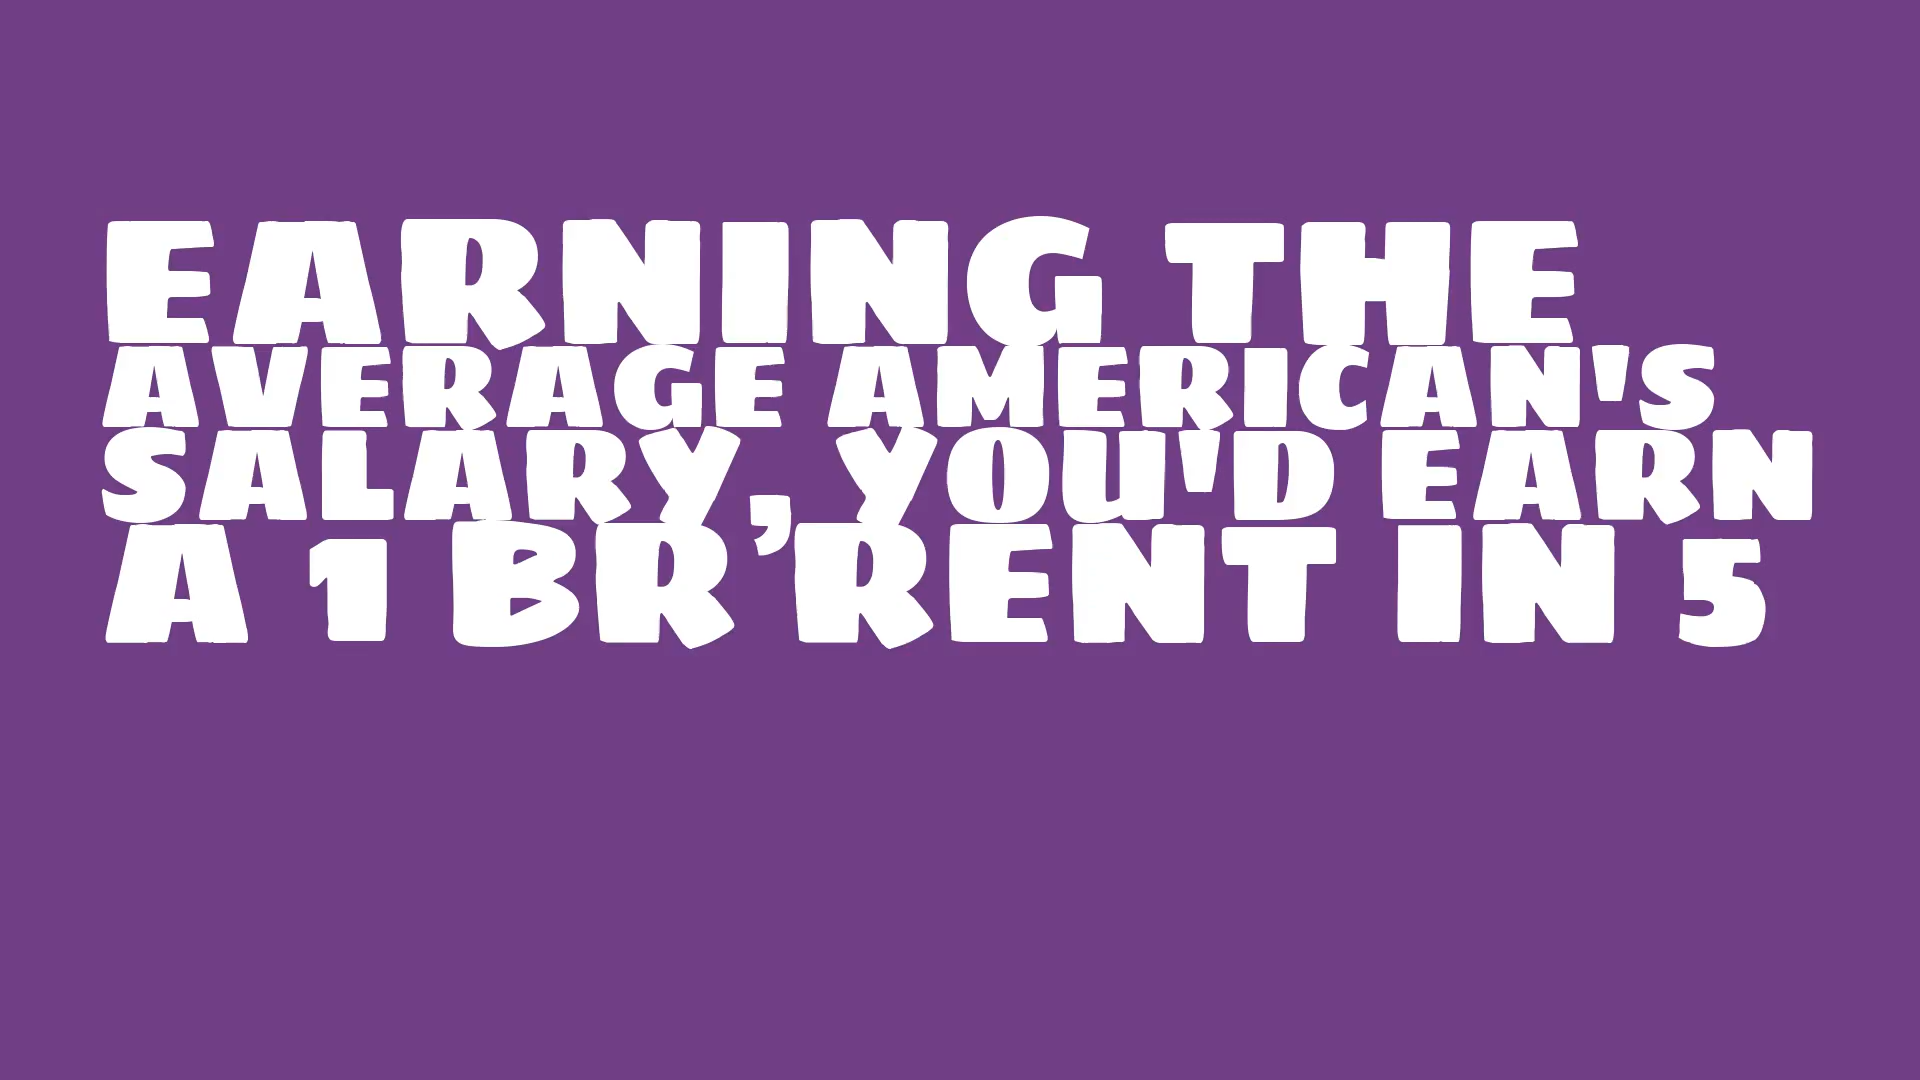 EARNING THE
AVERAGE AMERICAN'S
SALARY, YOU'D EARN
A 1 BR RENT IN 5